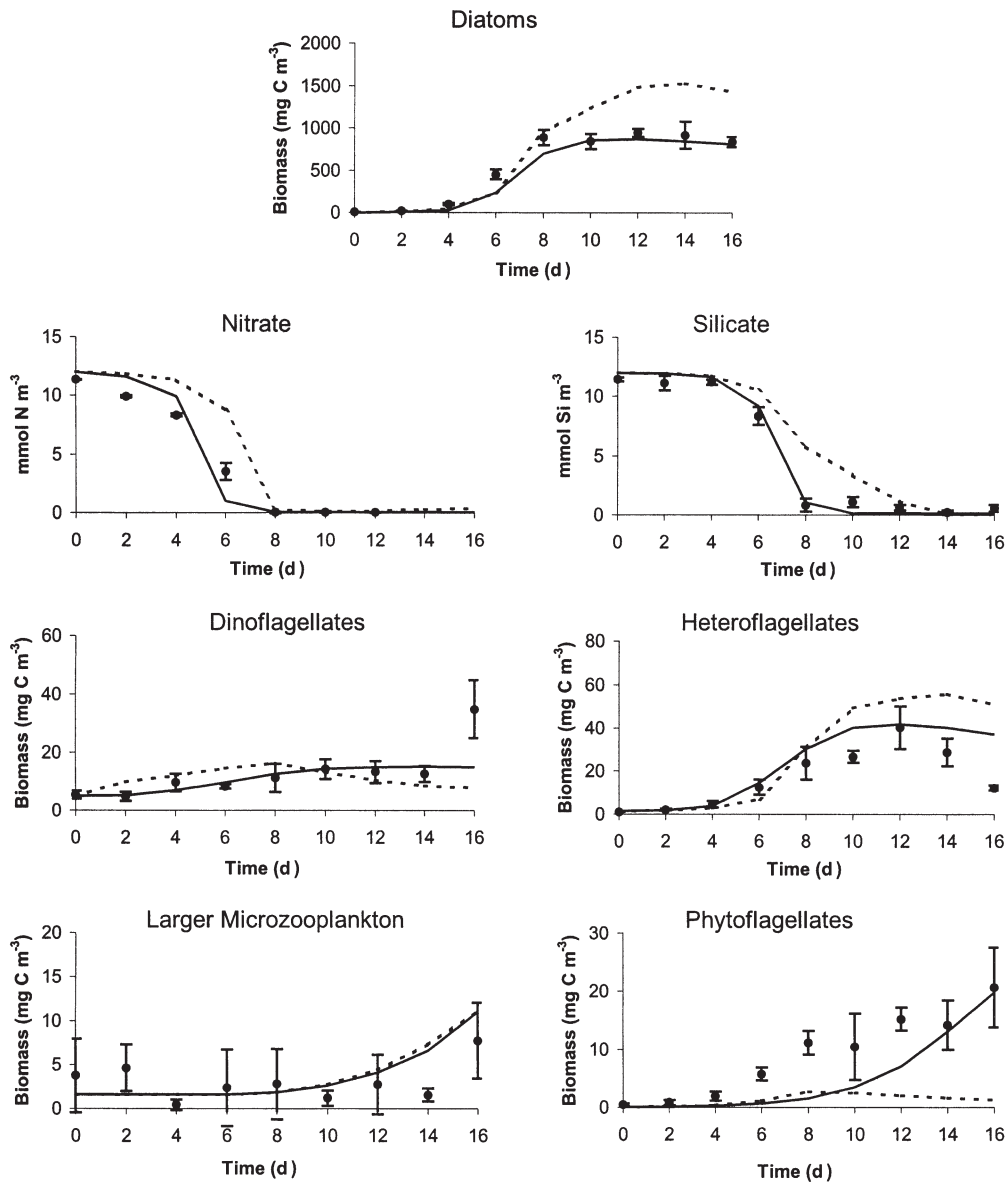 Diatoms
Biomass (mg C m⁻³)
2000
1500
1000
500
0
0 2 4 6 8 10 12 14 16
Time (d)
Nitrate
mmol N m⁻³
15
10
5
0
0 2 4 6 8 10 12 14 16
Time (d)
Silicate
mmol Si m⁻³
15
10
5
0
0 2 4 6 8 10 12 14 16
Time (d)
Dinoflagellates
Biomass (mg C m⁻³)
60
40
20
0
0 2 4 6 8 10 12 14 16
Time (d)
Heteroflagellates
Biomass (mg C m⁻³)
80
60
40
20
0
0 2 4 6 8 10 12 14 16
Time (d)
Larger Microzooplankton
Biomass (mg C m⁻³)
20
15
10
5
0
0 2 4 6 8 10 12 14 16
Time (d)
Phytoflagellates
Biomass (mg C m⁻³)
30
20
10
0
0 2 4 6 8 10 12 14 16
Time (d)